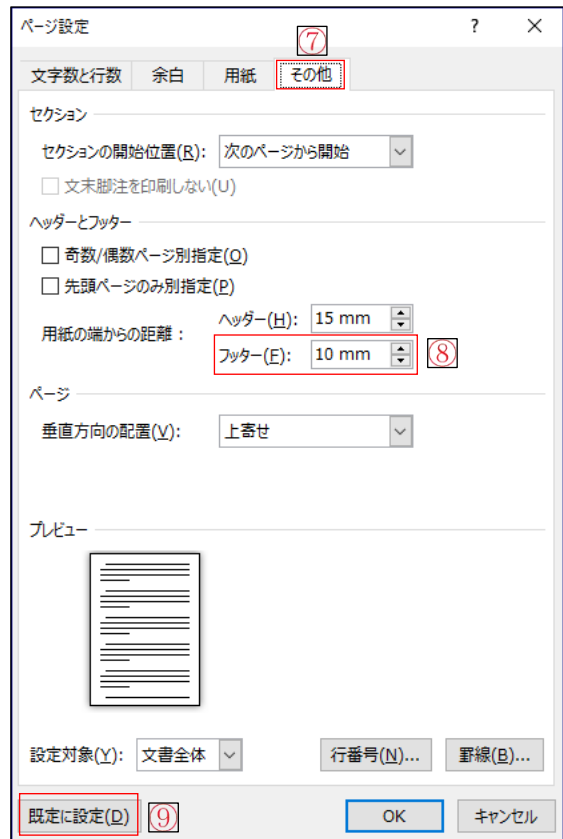 ページ設定 ? ×
⑦
文字数と行数 余白 用紙 その他
セクション
セクションの開始位置(R): 次のページから開始
文末脚注を印刷しない(U)
ヘッダーとフッター
奇数/偶数ページ別指定(O)
先頭ページのみ別指定(P)
用紙の端からの距離：
ヘッダー(H): 15 mm
フッター(F): 10 mm ⑧
ページ
垂直方向の配置(V): 上寄せ
プレビュー
設定対象(Y): 文書全体 行番号(N)... 罫線(B)...
既定に設定(D) ⑨ OK キャンセル